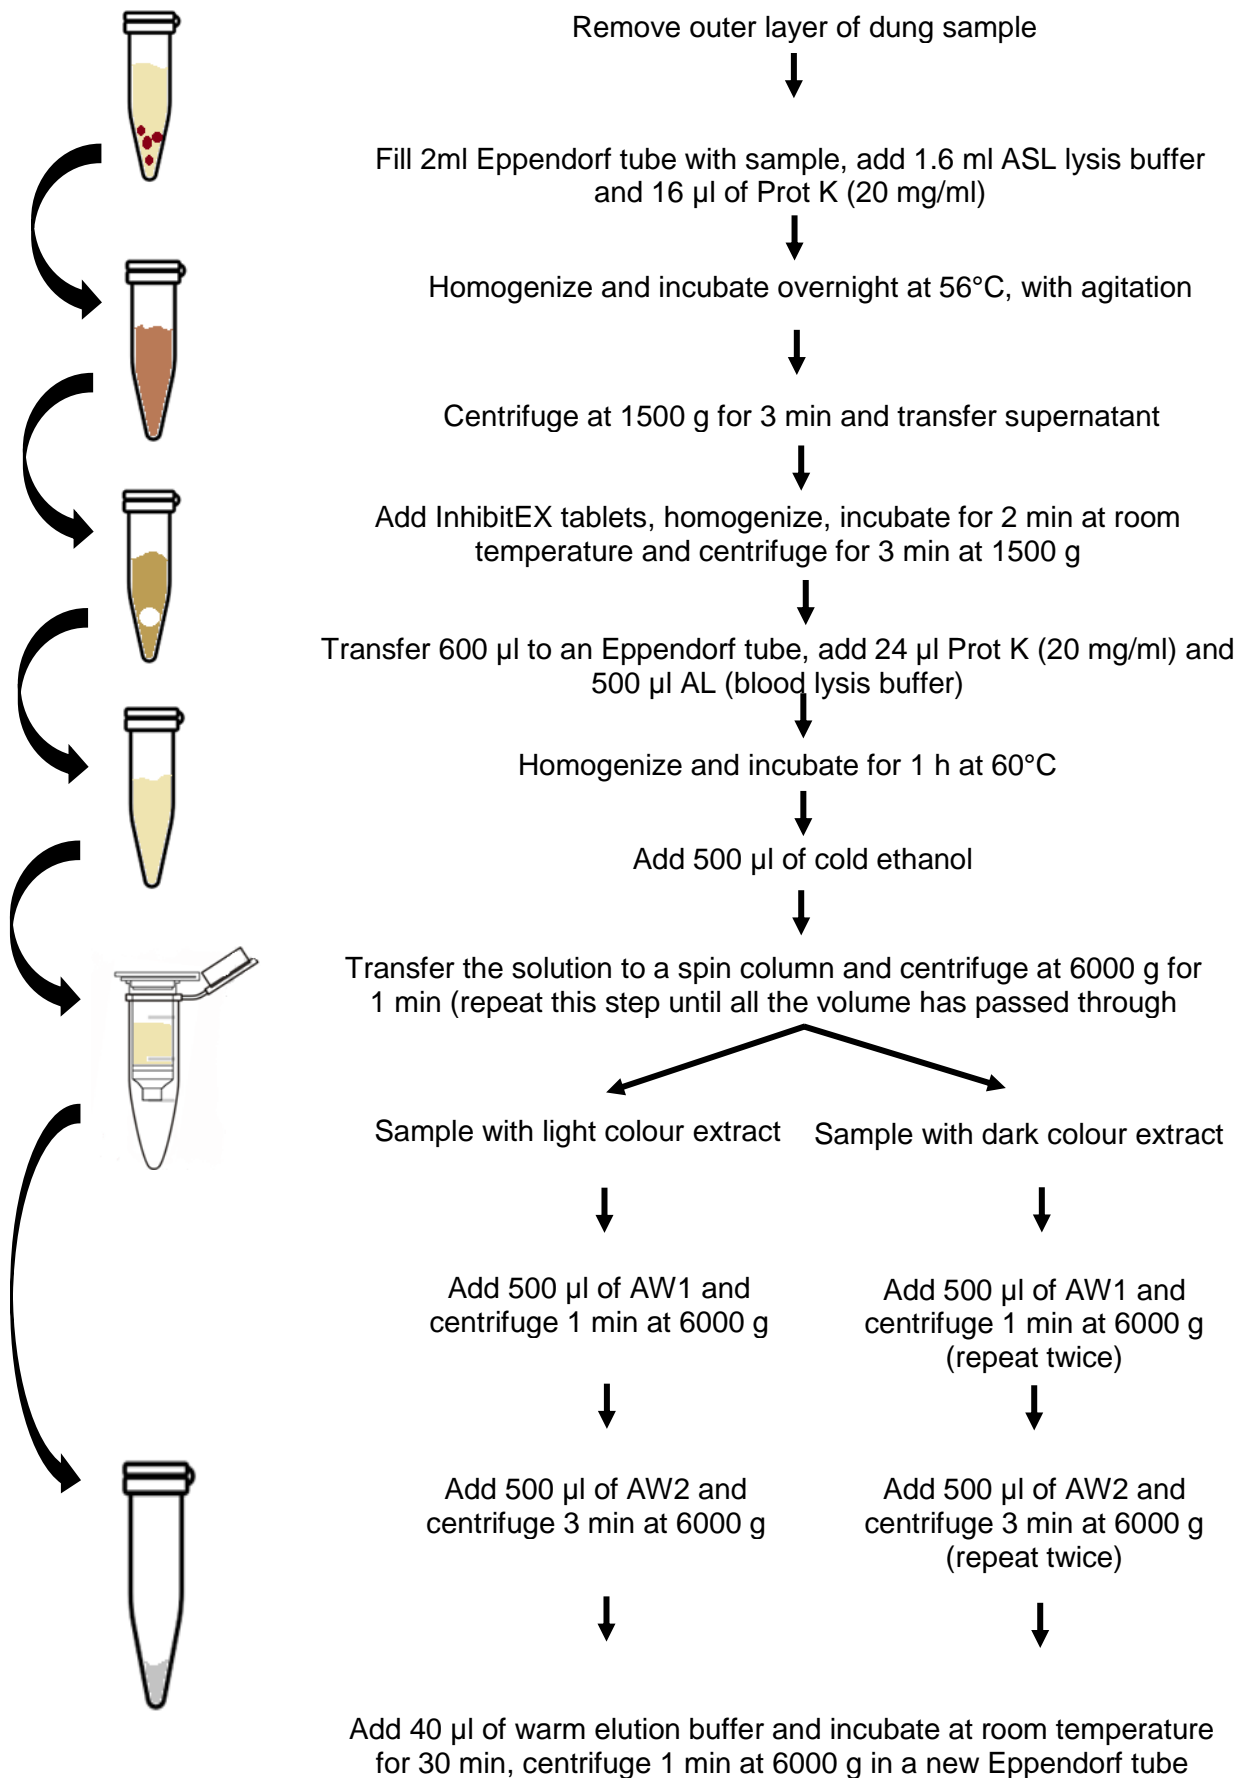 Remove outer layer of dung sample
Fill 2ml Eppendorf tube with sample, add 1.6 ml ASL lysis buffer
and 16 µl of Prot K (20 mg/ml)
Homogenize and incubate overnight at 56°C, with agitation
Centrifuge at 1500 g for 3 min and transfer supernatant
Add InhibitEX tablets, homogenize, incubate for 2 min at room
temperature and centrifuge for 3 min at 1500 g
Transfer 600 µl to an Eppendorf tube, add 24 µl Prot K (20 mg/ml) and
500 µl AL (blood lysis buffer)
Homogenize and incubate for 1 h at 60°C
Add 500 µl of cold ethanol
Transfer the solution to a spin column and centrifuge at 6000 g for
1 min (repeat this step until all the volume has passed through
Sample with light colour extract
Add 500 µl of AW1 and
centrifuge 1 min at 6000 g
Add 500 µl of AW2 and
centrifuge 3 min at 6000 g
Sample with dark colour extract
Add 500 µl of AW1 and
centrifuge 1 min at 6000 g
(repeat twice)
Add 500 µl of AW2 and
centrifuge 3 min at 6000 g
(repeat twice)
Add 40 µl of warm elution buffer and incubate at room temperature
for 30 min, centrifuge 1 min at 6000 g in a new Eppendorf tube